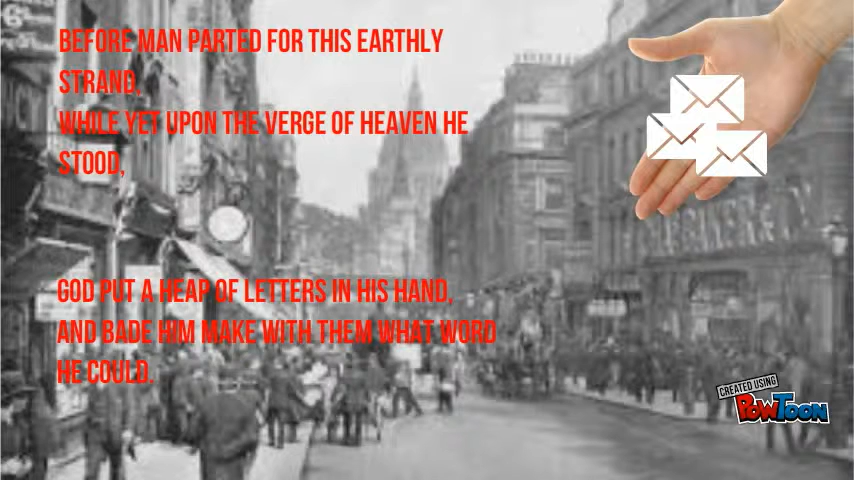 BEFORE MAN PARTED FOR THIS EARTHLY
STRAND,
WHILE YET UPON THE VERGE OF HEAVEN HE
STOOD,
GOD PUT A HEAP OF LETTERS IN HIS HAND,
AND BADE HIM MAKE WITH THEM WHAT WORD
HE COULD.
CREATED USING
POWTOON